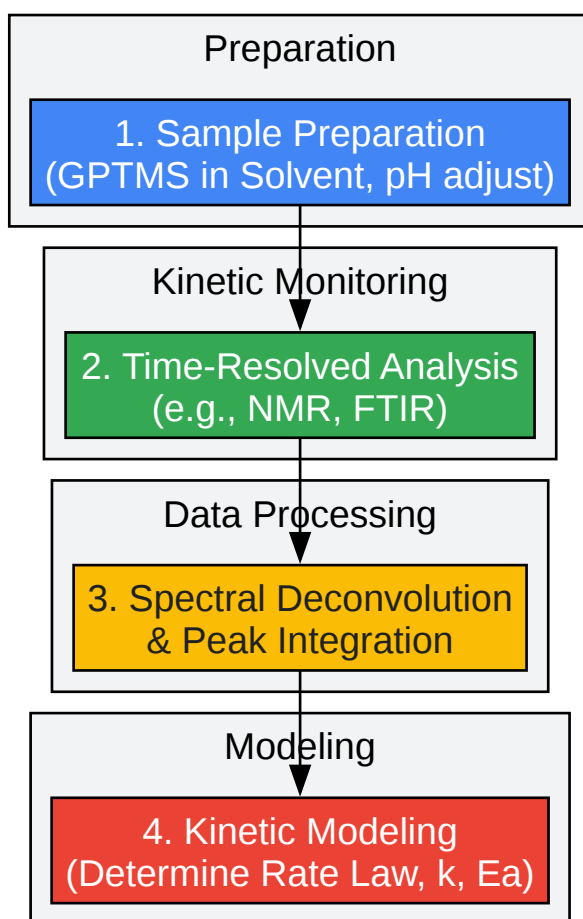 Preparation
1. Sample Preparation
(GPTMS in Solvent, pH adjust)
Kinetic Monitoring
2. Time-Resolved Analysis
(e.g., NMR, FTIR)
Data Processing
3. Spectral Deconvolution
& Peak Integration
Modeling
4. Kinetic Modeling
(Determine Rate Law, k, Ea)